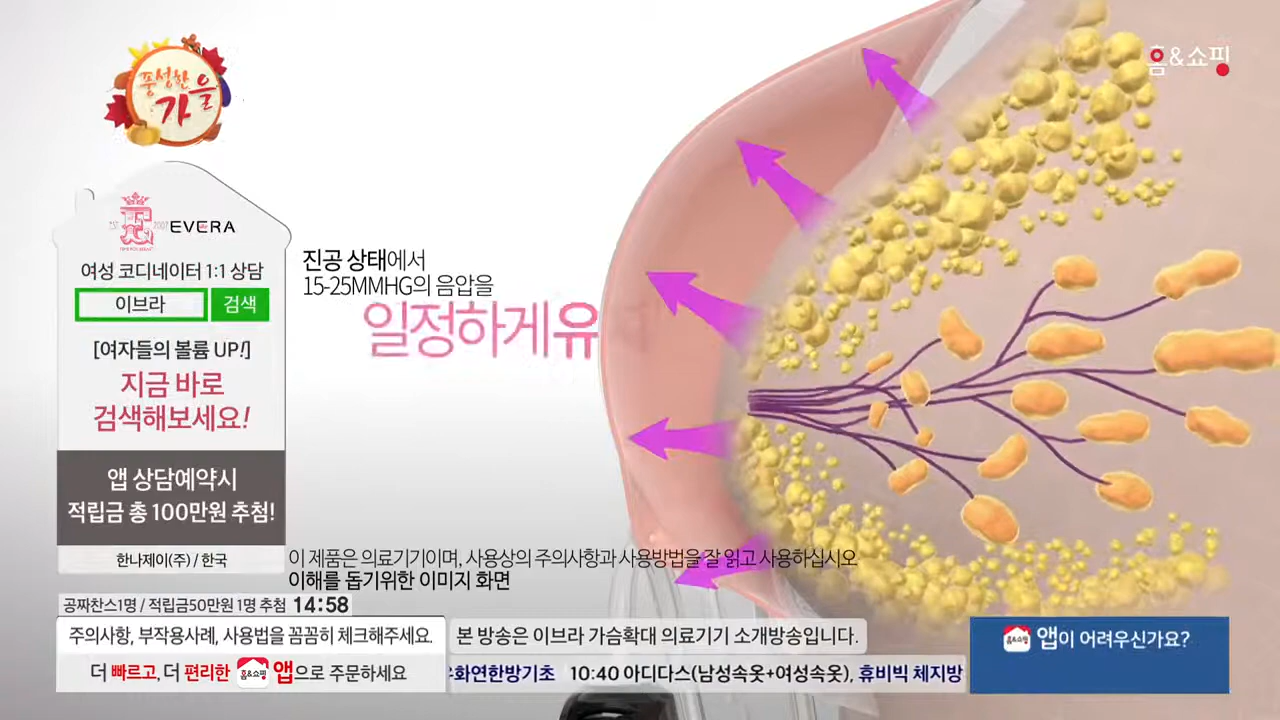 풍성한
가을
홈&쇼핑
EVERA
여성 코디네이터 1:1 상담
이브라 검색
[여자들의 볼륨 UP!]
지금 바로
검색해보세요!
앱 상담예약시
적립금 총 100만원 추첨!
한나제이(주) / 한국
진공 상태에서
15-25MMHG의 음압을
일정하게유
이 제품은 의료기기이며, 사용상의 주의사항과 사용방법을 잘 읽고 사용하십시오
이해를 돕기위한 이미지 화면
공짜찬스1명 / 적립금50만원 1명 추첨 14:58
주의사항, 부작용사례, 사용법을 꼼꼼히 체크해주세요.
더 빠르고, 더 편리한 홈&쇼핑 앱으로 주문하세요
본 방송은 이브라 가슴확대 의료기기 소개방송입니다.
화연한방기초 10:40 아디다스(남성속옷+여성속옷), 휴비빅 체지방
홈&쇼핑 앱이 어려우신가요?